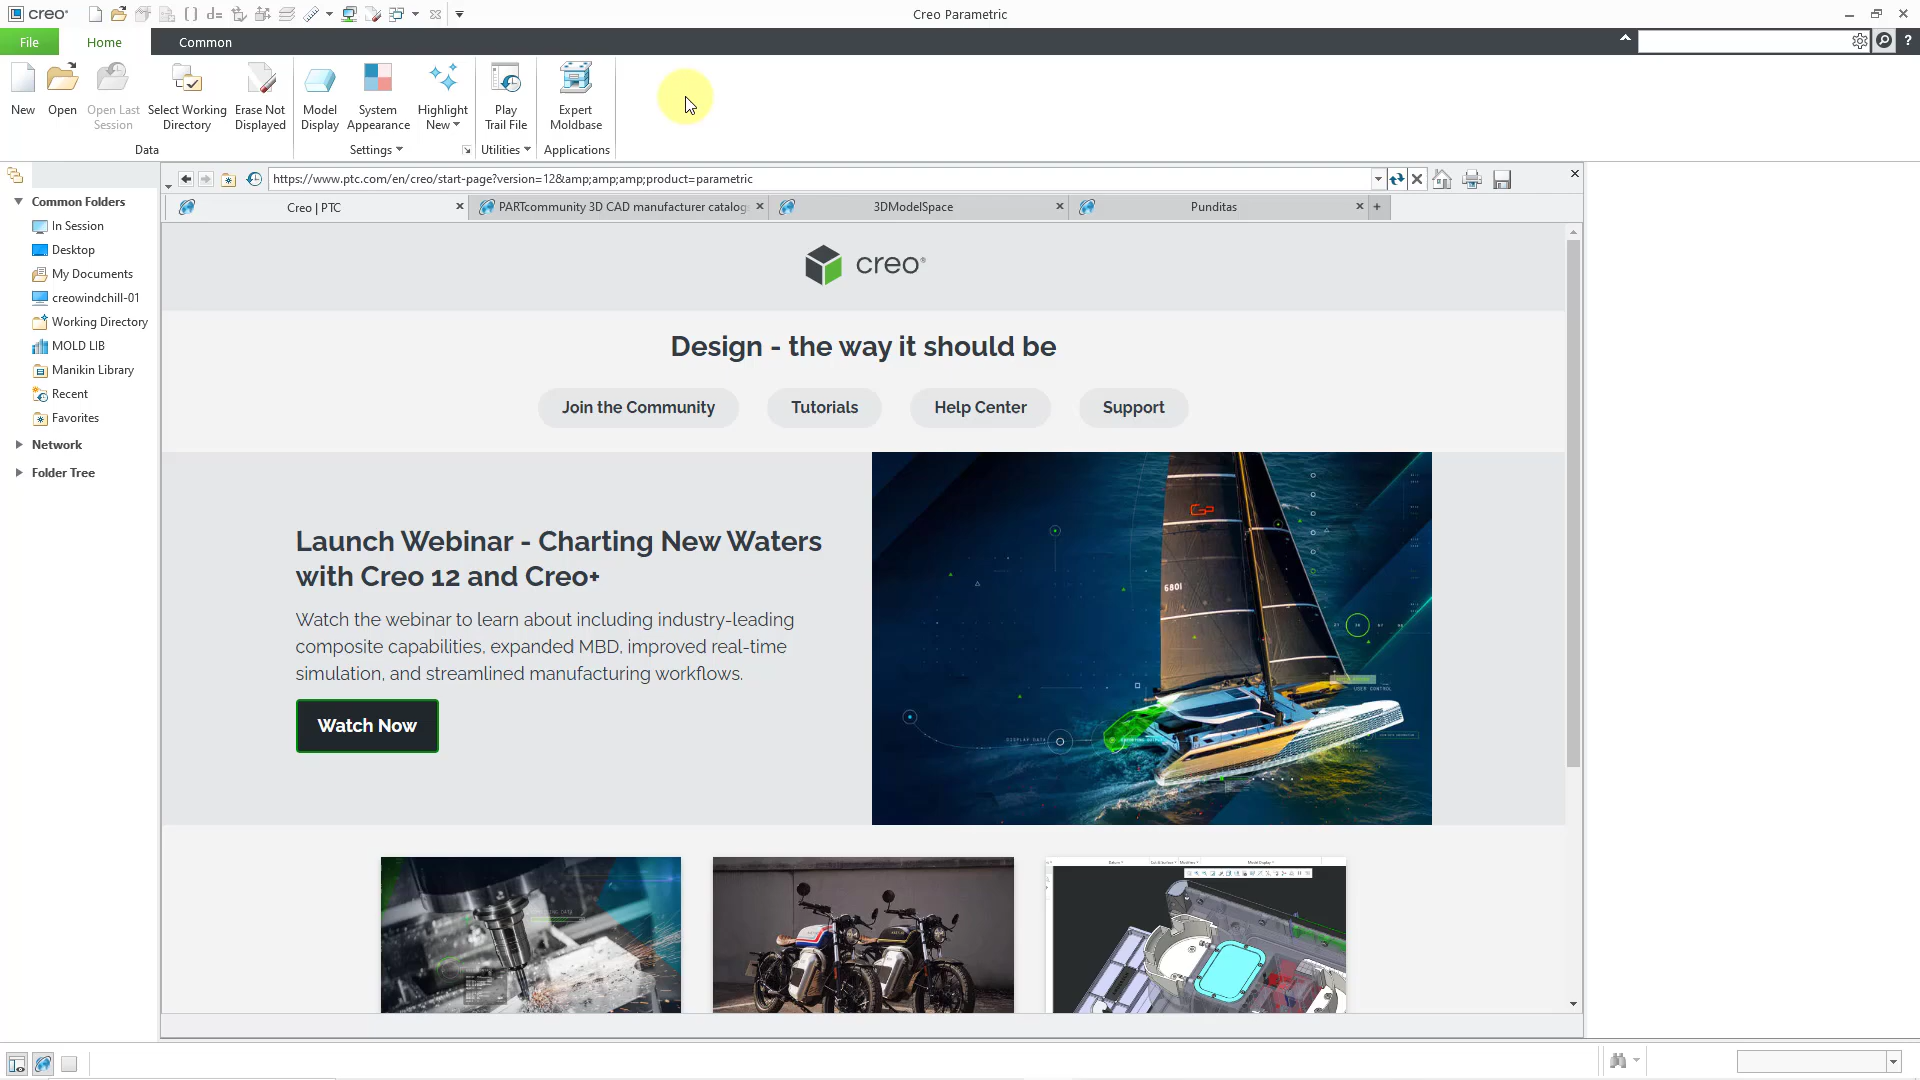 creo®
Creo Parametric
File
Home
Common
?
New
Open
Open Last
Session
Select Working
Directory
Erase Not
Displayed
Model
Display
System
Appearance
Highlight
New
Play
Trail File
Expert
Moldbase
Data
Settings
Utilities
Applications
https://www.ptc.com/en/creo/start-page?version=12&amp;amp;amp;product=parametric
Creo | PTC
PARTcommunity 3D CAD manufacturer catalog
3DModelSpace
Punditas
Common Folders
In Session
Desktop
My Documents
creowindchill-01
Working Directory
MOLD LIB
Manikin Library
Recent
Favorites
Network
Folder Tree
creo®
Design - the way it should be
Join the Community
Tutorials
Help Center
Support
Launch Webinar - Charting New Waters
with Creo 12 and Creo+
Watch the webinar to learn about including industry-leading
composite capabilities, expanded MBD, improved real-time
simulation, and streamlined manufacturing workflows.
Watch Now
6801
USER CONTROL
DISPLAY DATA